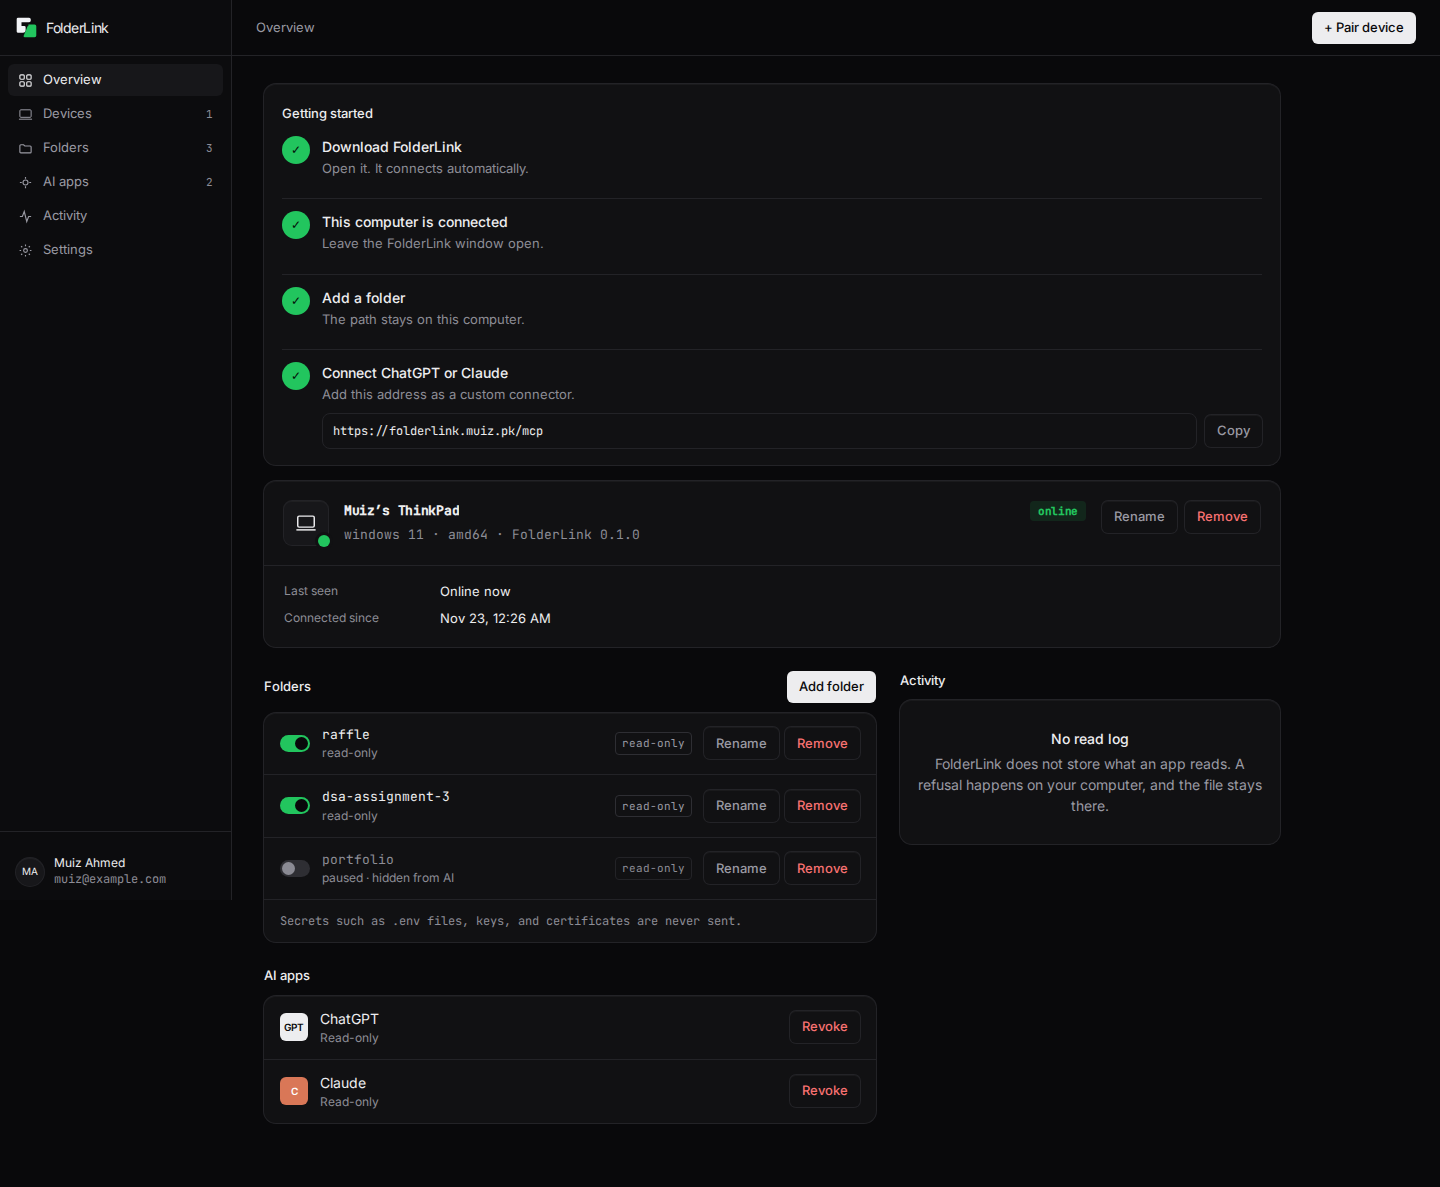 FolderLink
Overview
+ Pair device
Overview
Devices 1
Folders 3
AI apps 2
Activity
Settings
Muiz Ahmed
MA
muiz@example.com
Getting started
✓ Download FolderLink
Open it. It connects automatically.
✓ This computer is connected
Leave the FolderLink window open.
✓ Add a folder
The path stays on this computer.
✓ Connect ChatGPT or Claude
Add this address as a custom connector.
https://folderlink.muiz.pk/mcp Copy
Muiz’s ThinkPad online Rename Remove
windows 11 · amd64 · FolderLink 0.1.0
Last seen Online now
Connected since Nov 23, 12:26 AM
Folders Add folder
raffle
read-only
read-only Rename Remove
dsa-assignment-3
read-only
read-only Rename Remove
portfolio
paused · hidden from AI
read-only Rename Remove
Secrets such as .env files, keys, and certificates are never sent.
AI apps
GPT ChatGPT
Read-only
Revoke
C Claude
Read-only
Revoke
Activity
No read log
FolderLink does not store what an app reads. A
refusal happens on your computer, and the file stays
there.